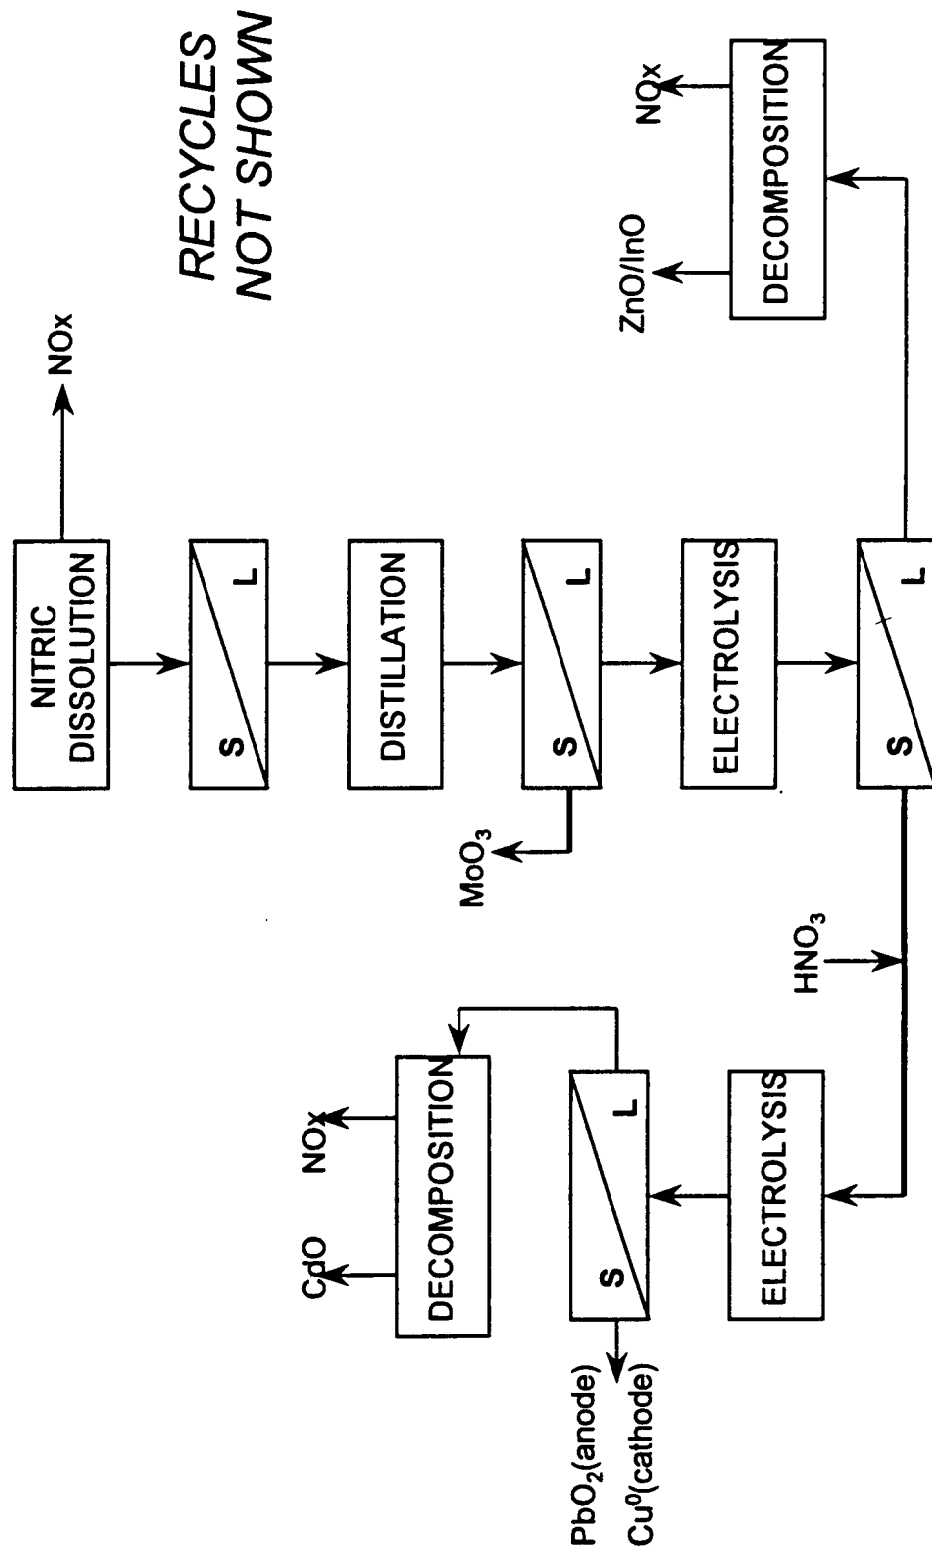 RECYCLES
NOT SHOWN
NOx
NITRIC
DISSOLUTION
S
L
DISTILLATION
S
L
MoO₃
ELECTROLYSIS
S
L
ZnO/InO
NOx
DECOMPOSITION
HNO₃
ELECTROLYSIS
S
L
PbO₂(anode)
Cu⁰(cathode)
CdO
NOx
DECOMPOSITION